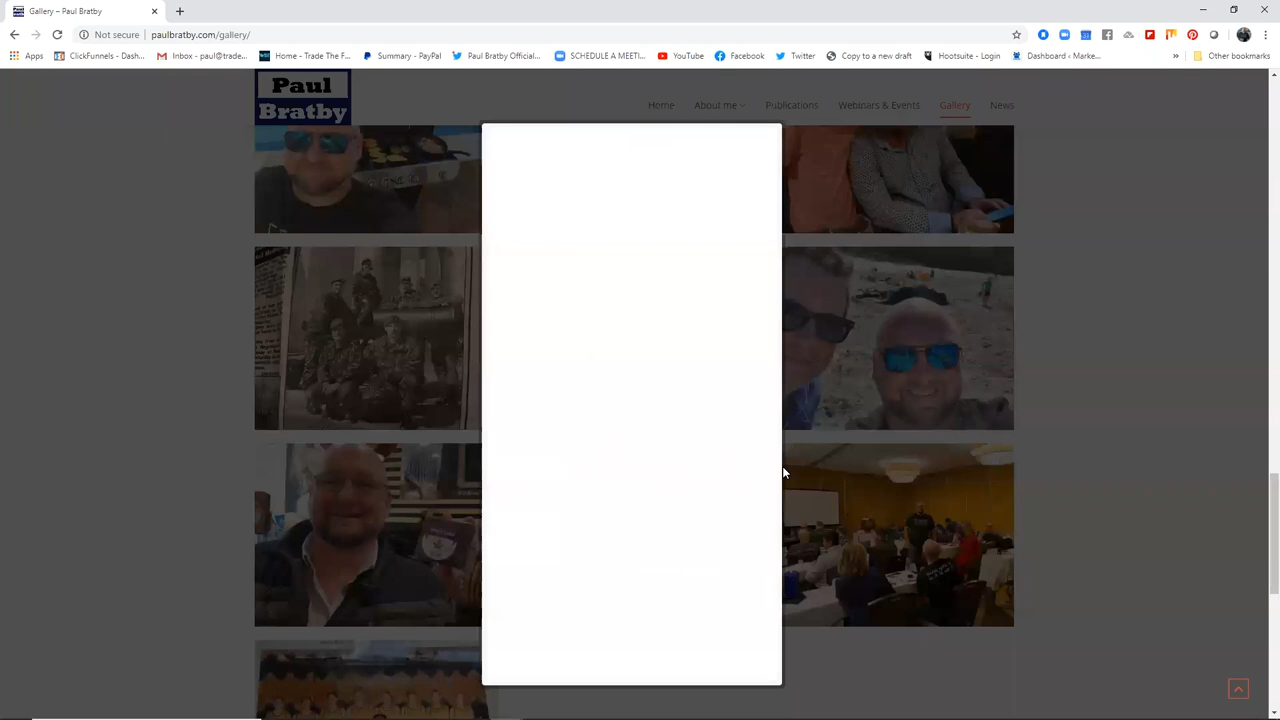 Gallery – Paul Bratby
Not secure
paulbratby.com/gallery/
Apps
ClickFunnels - Dash...
Inbox - paul@trade...
Home - Trade The F...
Summary - PayPal
Paul Bratby Official...
SCHEDULE A MEETI...
YouTube
Facebook
Twitter
Copy to a new draft
Hootsuite - Login
Dashboard - Marke...
»
Other bookmarks
Paul
Bratby
Home
About me
Publications
Webinars & Events
Gallery
News